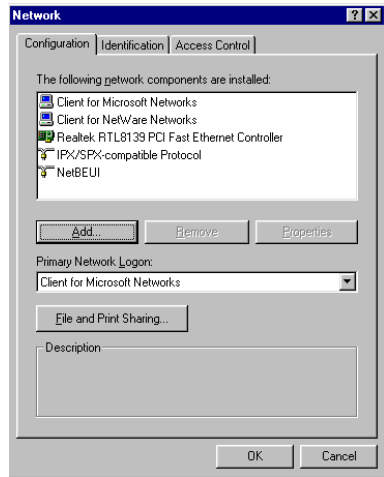 Network
Configuration Identification Access Control
The following network components are installed:
Client for Microsoft Networks
Client for NetWare Networks
Realtek RTL8139 PCI Fast Ethernet Controller
IPX/SPX-compatible Protocol
NetBEUI
Add... Remove Properties
Primary Network Logon:
Client for Microsoft Networks
File and Print Sharing...
Description
OK Cancel